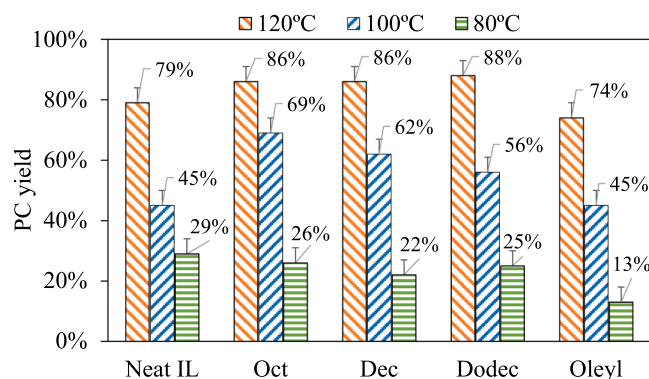 120ºC 100ºC 80ºC
100%
80%
60%
40%
20%
0%
PC yield
79% 45% 29%
86% 69% 26%
86% 62% 22%
88% 56% 25%
74% 45% 13%
Neat IL Oct Dec Dodec Oleyl